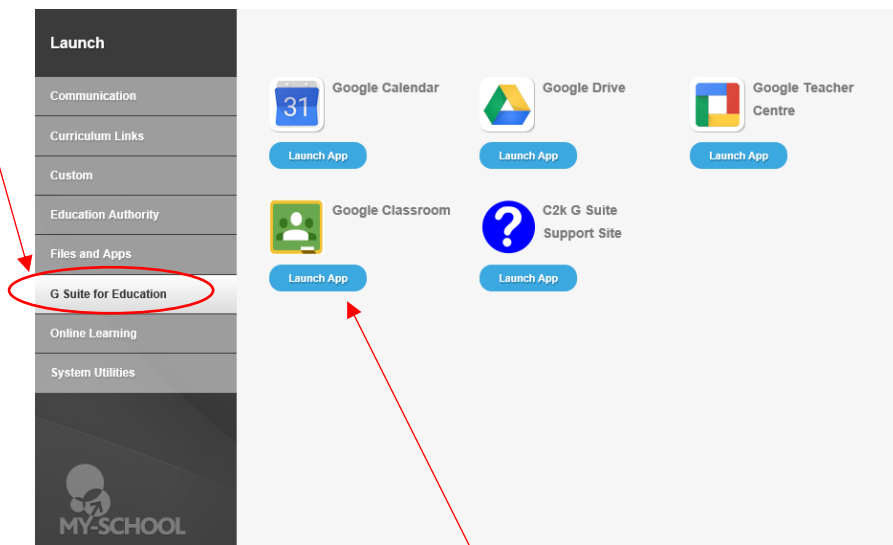 Launch
Communication
Curriculum Links
Custom
Education Authority
Files and Apps
G Suite for Education
Online Learning
System Utilities
MY-SCHOOL
31
Google Calendar
Launch App
Google Drive
Launch App
Google Teacher
Centre
Launch App
Google Classroom
Launch App
?
C2k G Suite
Support Site
Launch App